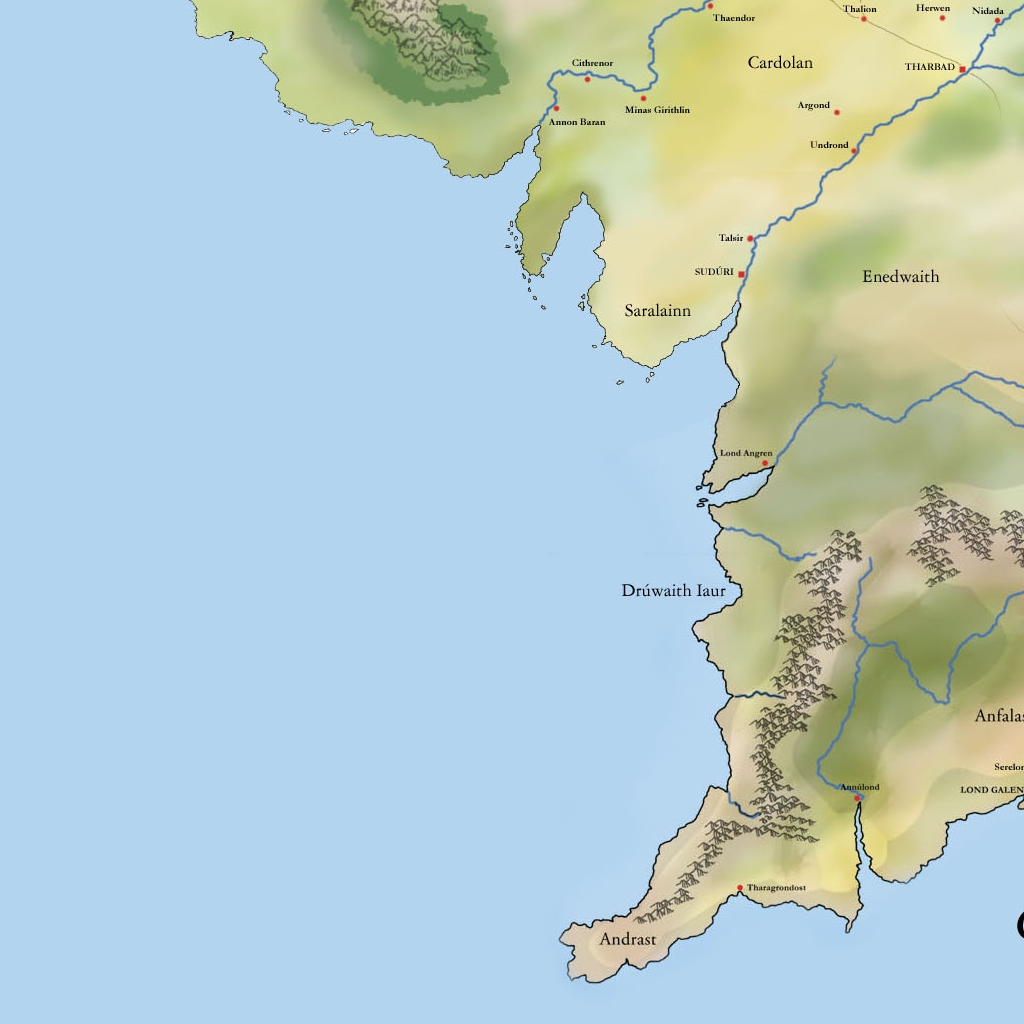 Thalion
Herwen
Nidada
Thaendor
Cardolan
Cithrenor
THARBAD
Argond
Minas Girithlin
Annon Baran
Undrond
Talsir
SUDÚRI
Enedwaith
Saralainn
Lond Angren
Drúwaith Iaur
Anfalas
Serelon
Annúlond
LOND GALEN
Tharagrondost
Andrast